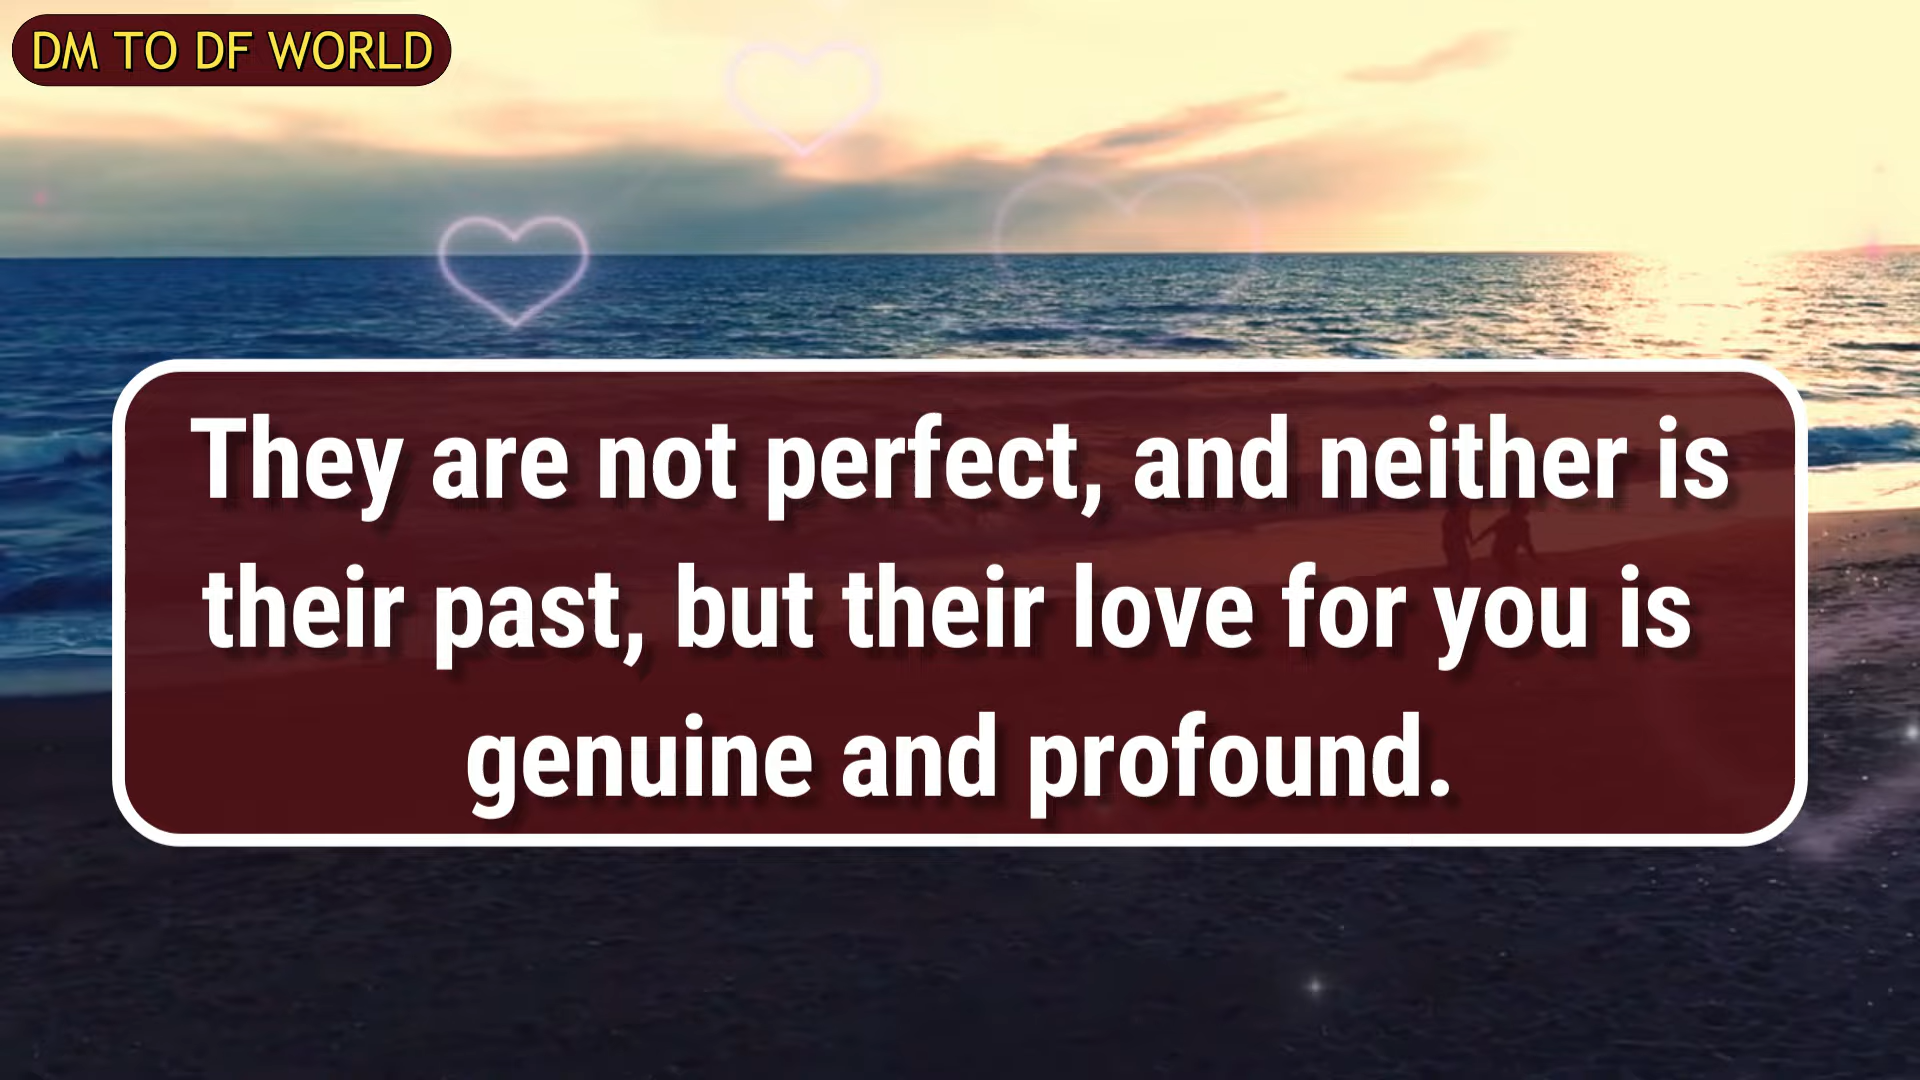 DM TO DF WORLD
They are not perfect, and neither is
their past, but their love for you is
genuine and profound.